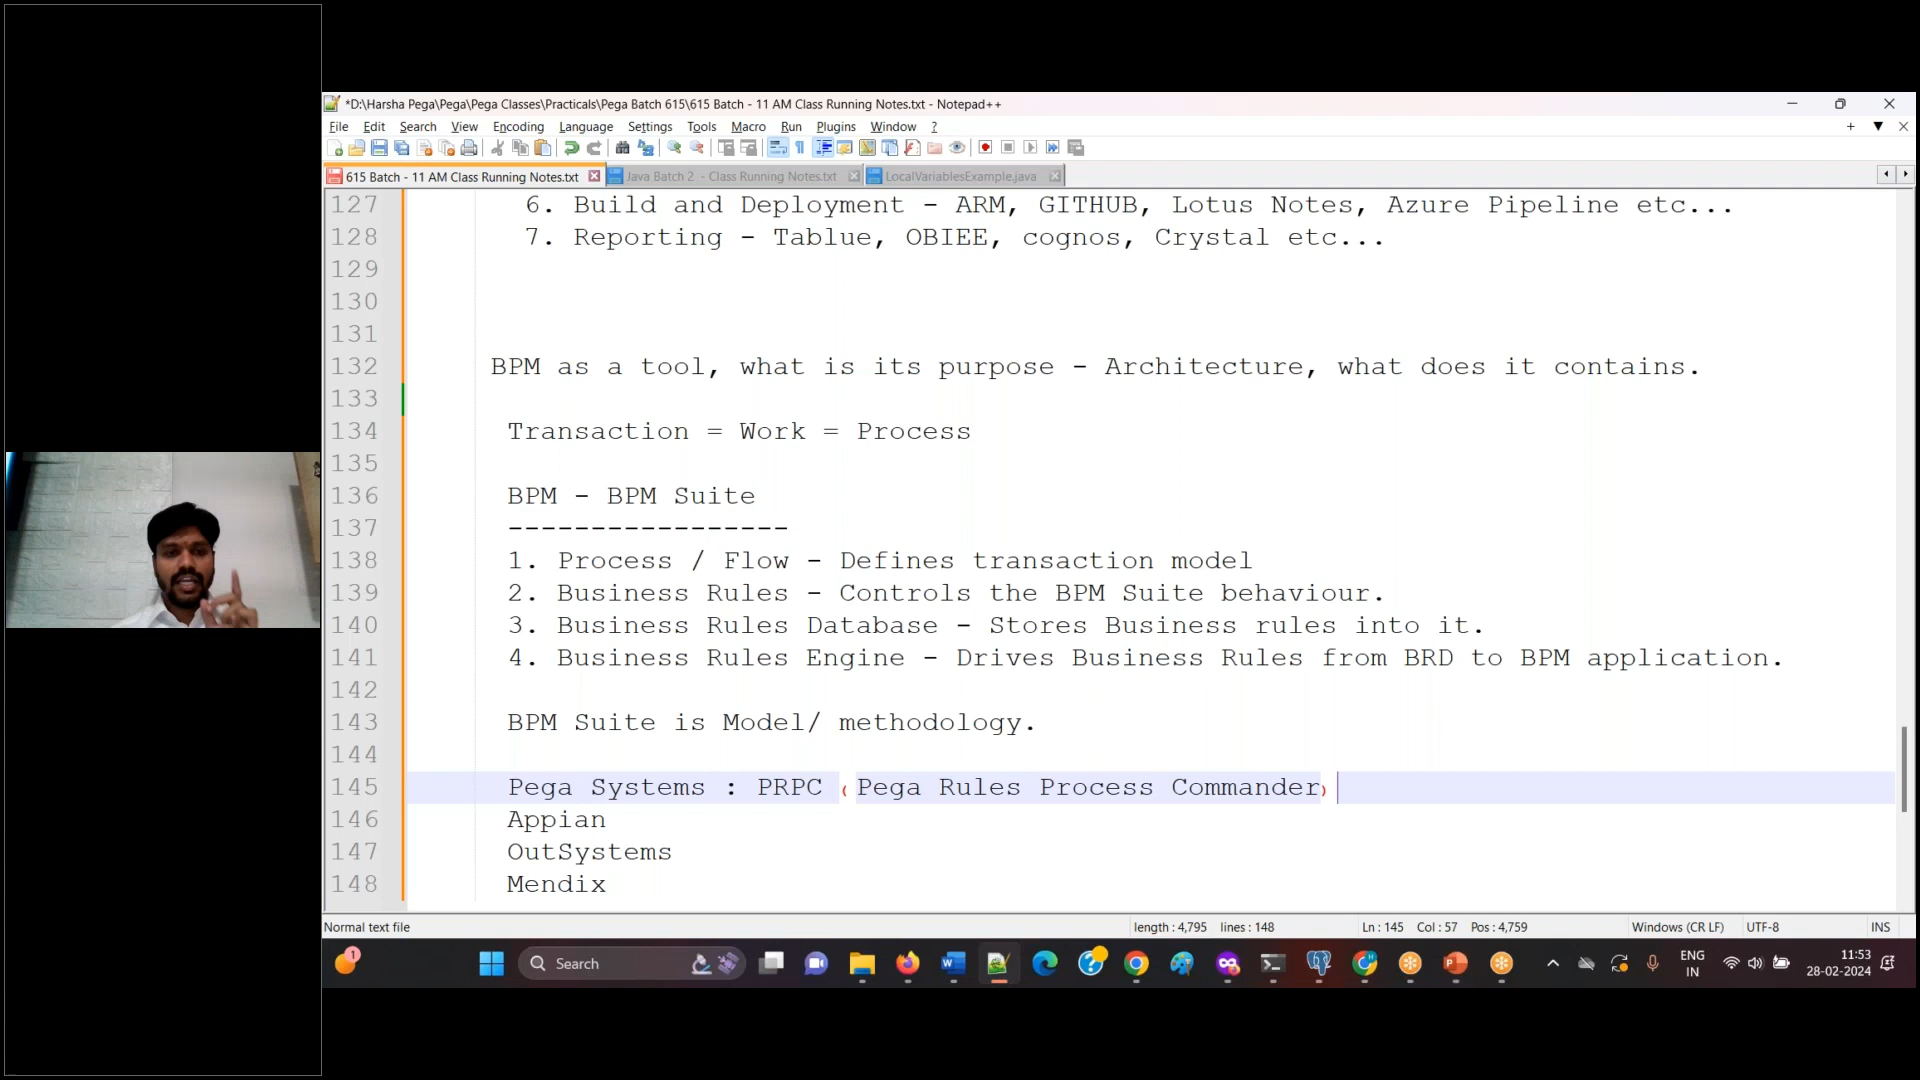 *D:\Harsha Pega\Pega\Pega Classes\Practicals\Pega Batch 615\615 Batch - 11 AM Class Running Notes.txt - Notepad++
File Edit Search View Encoding Language Settings Tools Macro Run Plugins Window ?
615 Batch - 11 AM Class Running Notes.txt Java Batch 2 - Class Running Notes.txt LocalVariablesExample.java
127 6. Build and Deployment - ARM, GITHUB, Lotus Notes, Azure Pipeline etc...
128 7. Reporting - Tablue, OBIEE, cognos, Crystal etc...
129
130
131
132 BPM as a tool, what is its purpose - Architecture, what does it contains.
133
134 Transaction = Work = Process
135
136 BPM - BPM Suite
137 -----------------
138 1. Process / Flow - Defines transaction model
139 2. Business Rules - Controls the BPM Suite behaviour.
140 3. Business Rules Database - Stores Business rules into it.
141 4. Business Rules Engine - Drives Business Rules from BRD to BPM application.
142
143 BPM Suite is Model/ methodology.
144
145 Pega Systems : PRPC ( Pega Rules Process Commander)
146 Appian
147 OutSystems
148 Mendix
Normal text file length : 4,795 lines : 148 Ln : 145 Col : 57 Pos : 4,759 Windows (CR LF) UTF-8 INS
1 Search ENG IN 11:53 28-02-2024